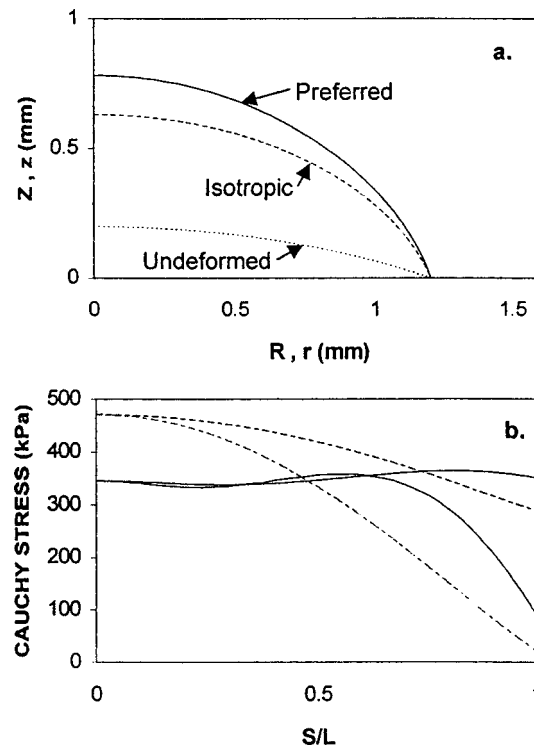 1
a.
Preferred
Z , z (mm)
0.5
Isotropic
Undeformed
0
0 0.5 1 1.5
R , r (mm)
500
b.
400
CAUCHY STRESS (kPa)
300
200
100
0
0 0.5 1
S/L